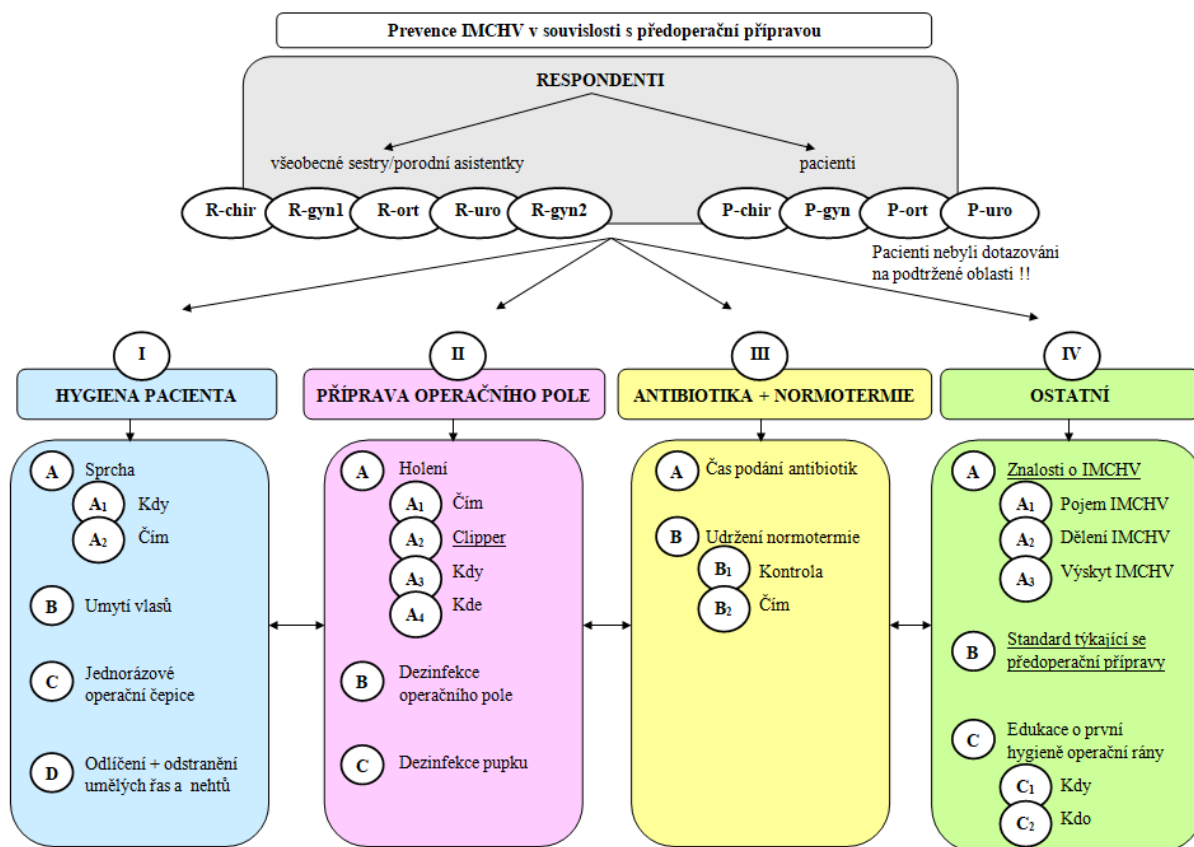 Prevence IMCHV v souvislosti s předoperační přípravou
RESPONDENTI
všeobecné sestry/porodní asistentky
pacienti
R-chir
R-gyn1
R-ort
R-uro
R-gyn2
P-chir
P-gyn
P-ort
P-uro
Pacienti nebyli dotazováni
na podtržené oblasti !!
I
HYGIENA PACIENTA
A Sprcha
A1 Kdy
A2 Čím
B Umytí vlasů
C Jednorázové
operační čepice
D Odlíčení + odstranění
umělých řas a nehtů
II
PŘÍPRAVA OPERAČNÍHO POLE
A Holení
A1 Čím
A2 Clipper
A3 Kdy
A4 Kde
B Dezinfekce
operačního pole
C Dezinfekce pupku
III
ANTIBIOTIKA + NORMOTERMIE
A Čas podání antibiotik
B Udržení normotermie
B1 Kontrola
B2 Čím
IV
OSTATNÍ
A Znalosti o IMCHV
A1 Pojem IMCHV
A2 Dělení IMCHV
A3 Výskyt IMCHV
B Standard týkající se
předoperační přípravy
C Edukace o první
hygieně operační rány
C1 Kdy
C2 Kdo